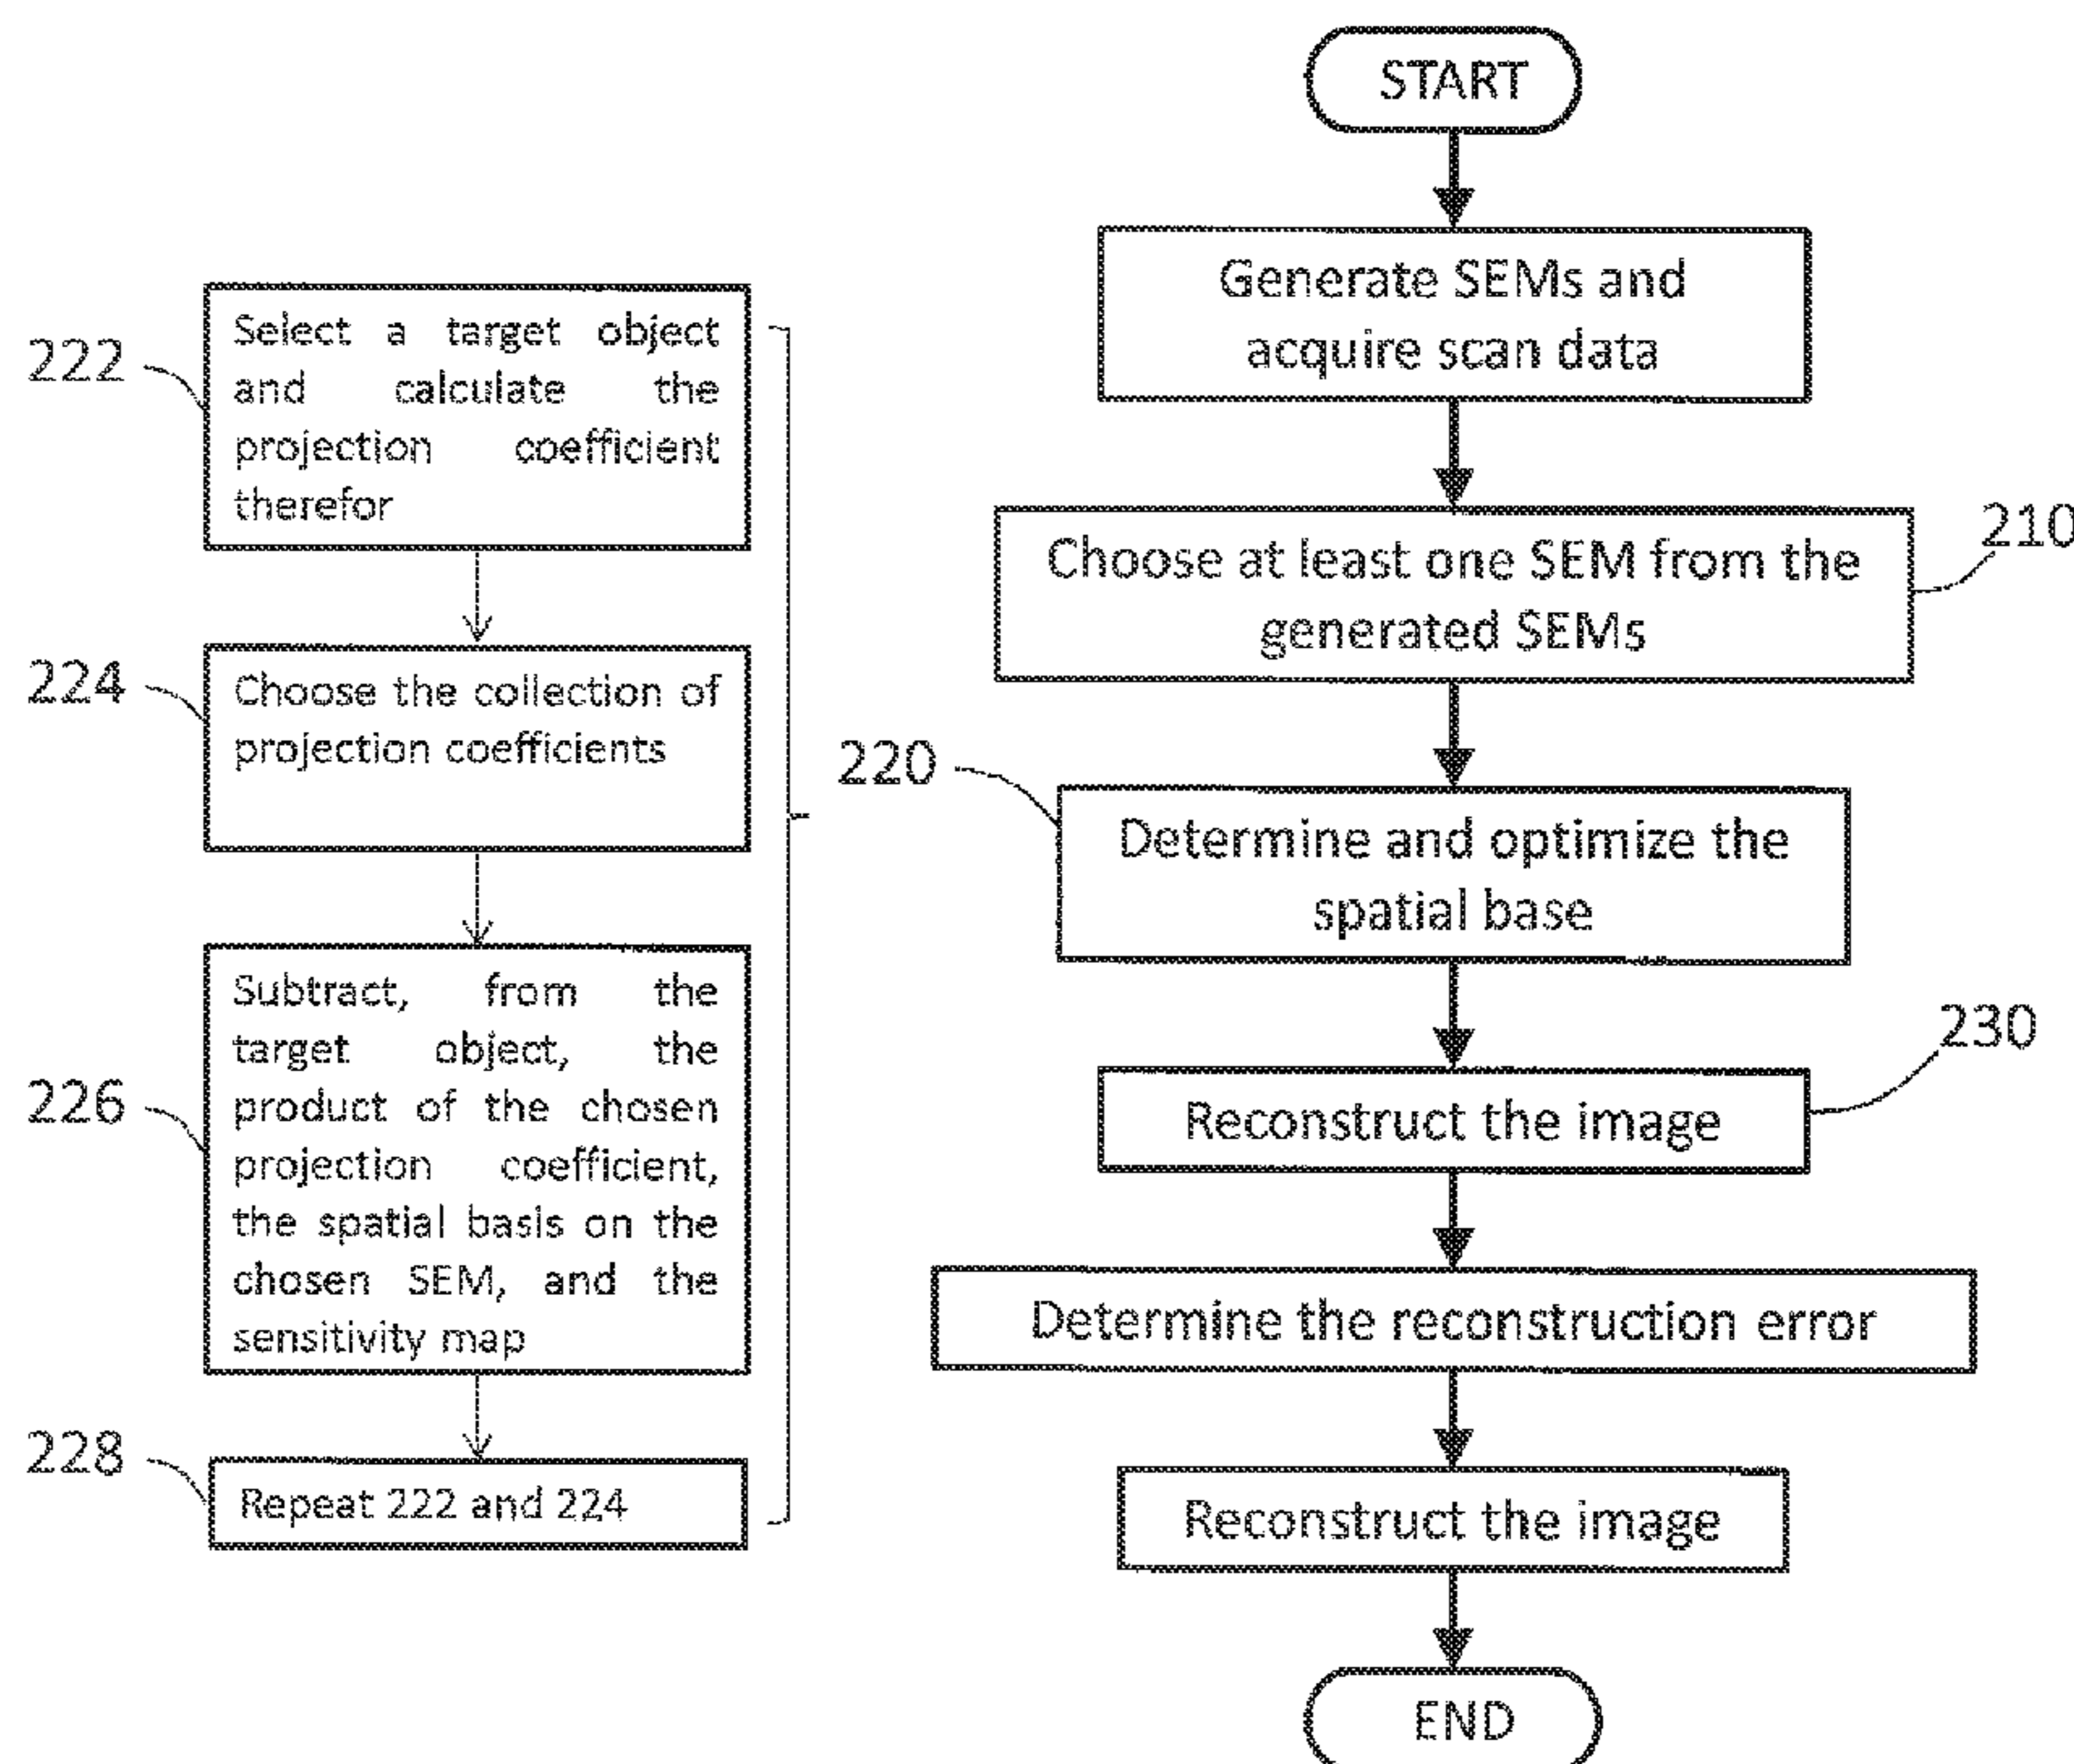 222
Select a target object
and calculate the
projection coefficient
therefor
224
Choose the collection of
projection coefficients
226
Subtract, from the
target object, the
product of the chosen
projection coefficient,
the spatial basis on the
chosen SEM, and the
sensitivity map
228
Repeat 222 and 224
START
Generate SEMs and
acquire scan data
210
Choose at least one SEM from the
generated SEMs
220
Determine and optimize the
spatial base
230
Reconstruct the image
Determine the reconstruction error
Reconstruct the image
END